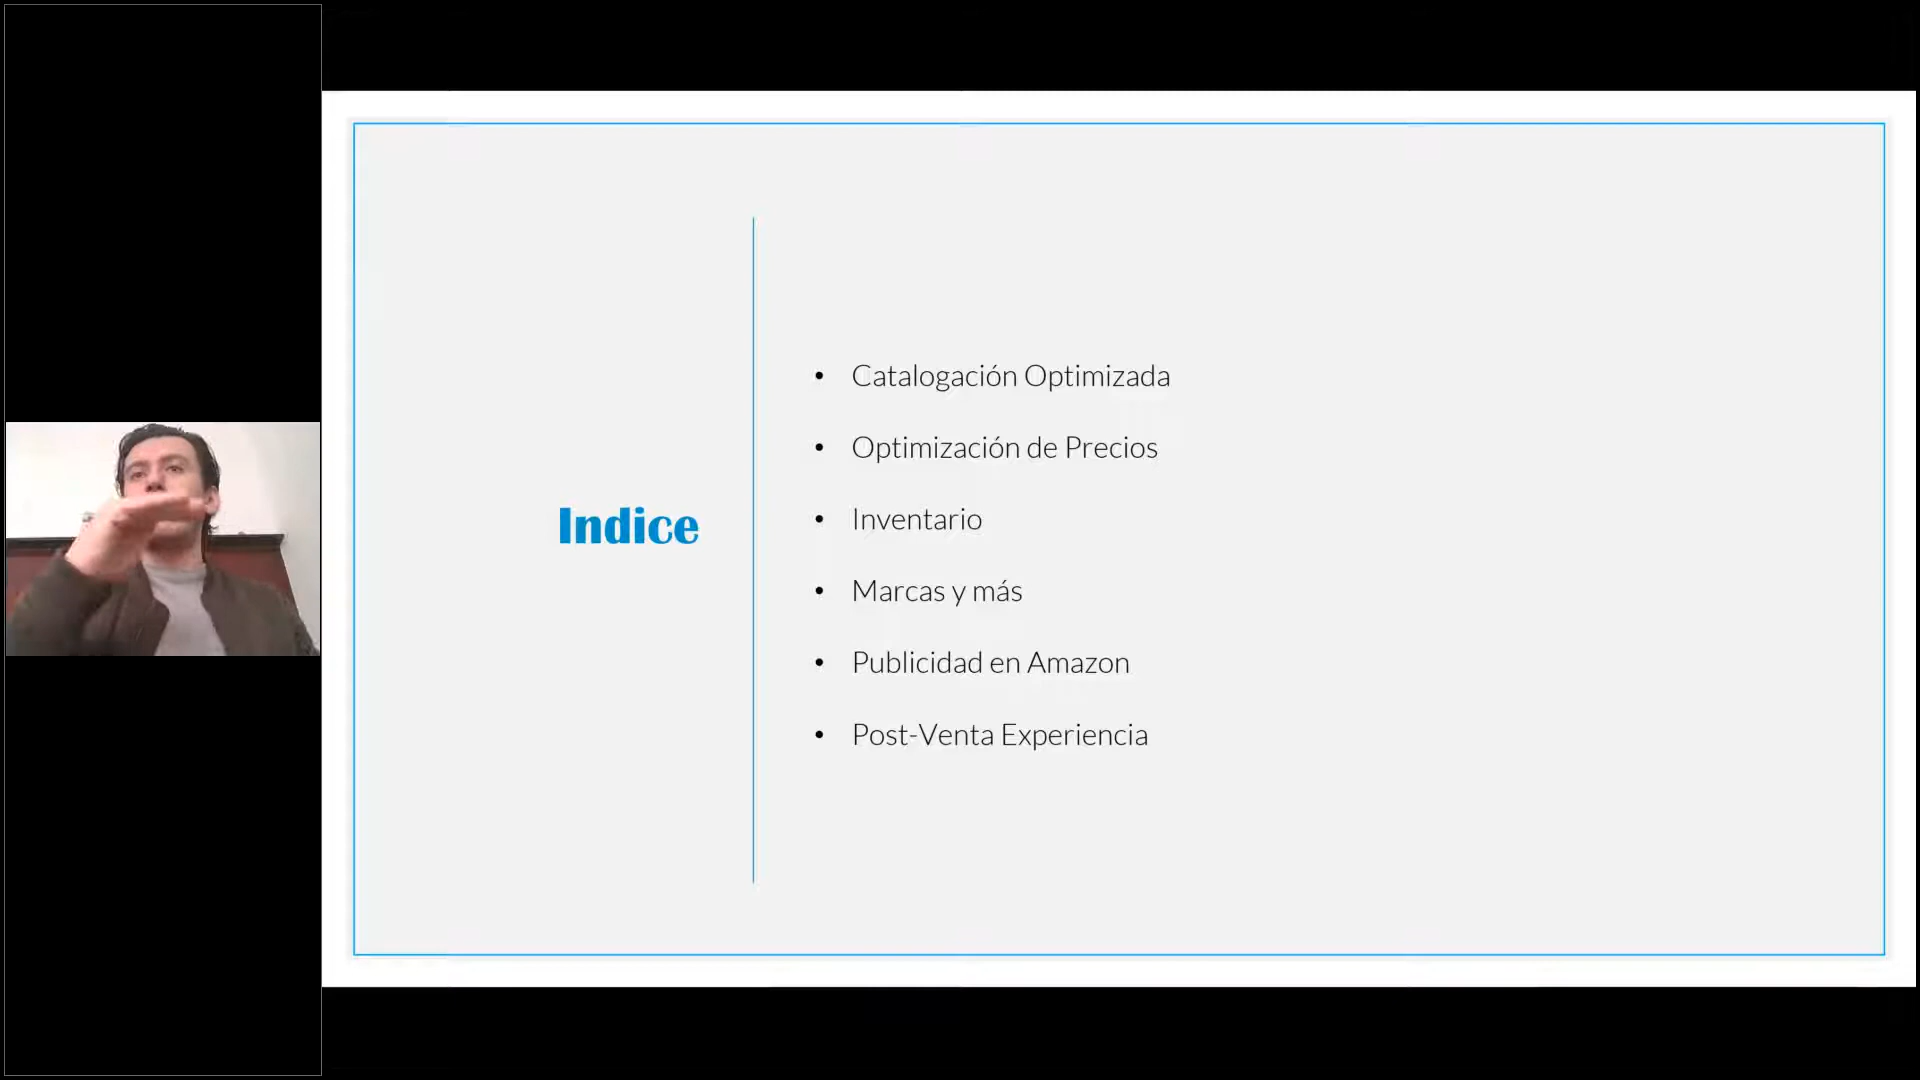 Indice
Catalogación Optimizada
Optimización de Precios
Inventario
Marcas y más
Publicidad en Amazon
Post-Venta Experiencia